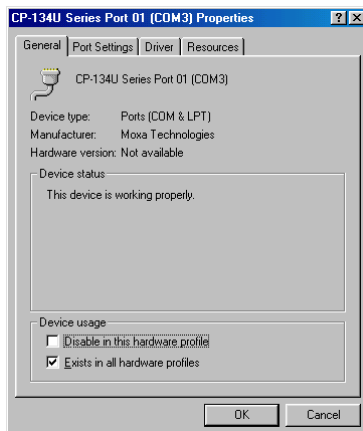 CP-134U Series Port 01 (COM3) Properties
General Port Settings Driver Resources
CP-134U Series Port 01 (COM3)
Device type: Ports (COM & LPT)
Manufacturer: Moxa Technologies
Hardware version: Not available
Device status
This device is working properly.
Device usage
Disable in this hardware profile
Exists in all hardware profiles
OK Cancel